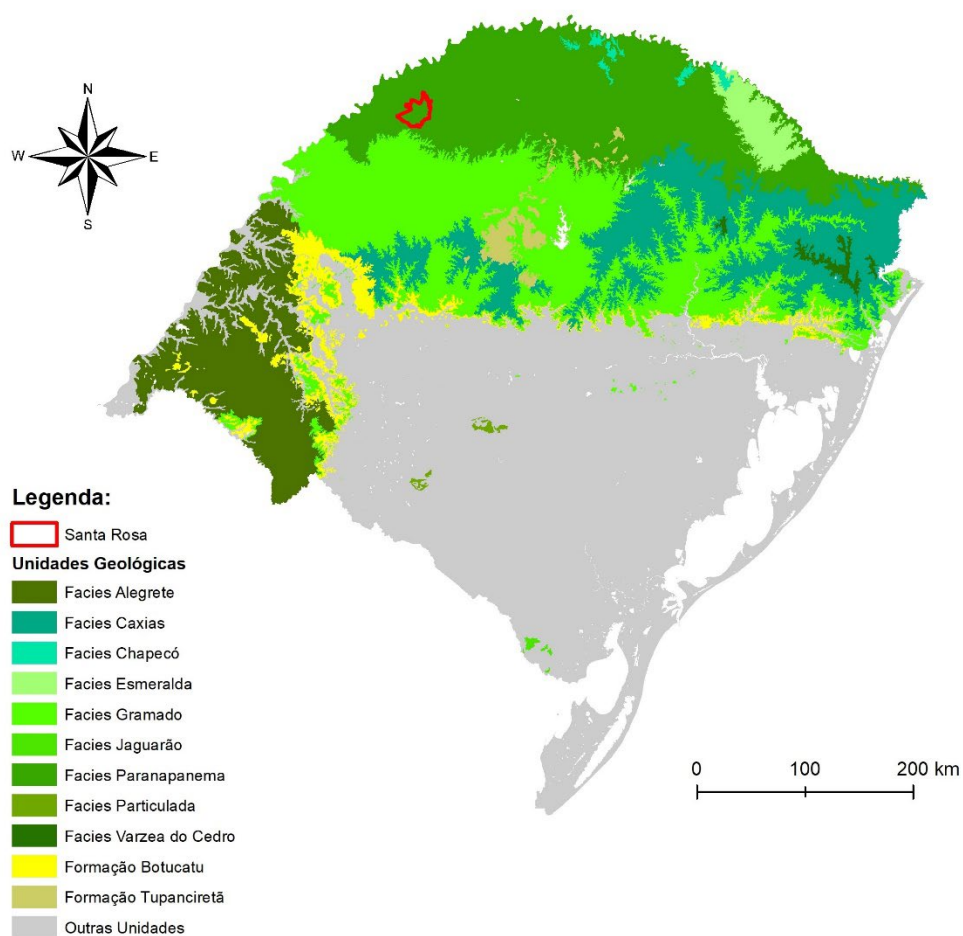 N
W
E
S
Legenda:
Santa Rosa
Unidades Geológicas
Facies Alegrete
Facies Caxias
Facies Chapecó
Facies Esmeralda
Facies Gramado
Facies Jaguarão
Facies Paranapanema
Facies Particulada
Facies Varzea do Cedro
Formação Botucatu
Formação Tupanciretã
Outras Unidades
0 100 200 km